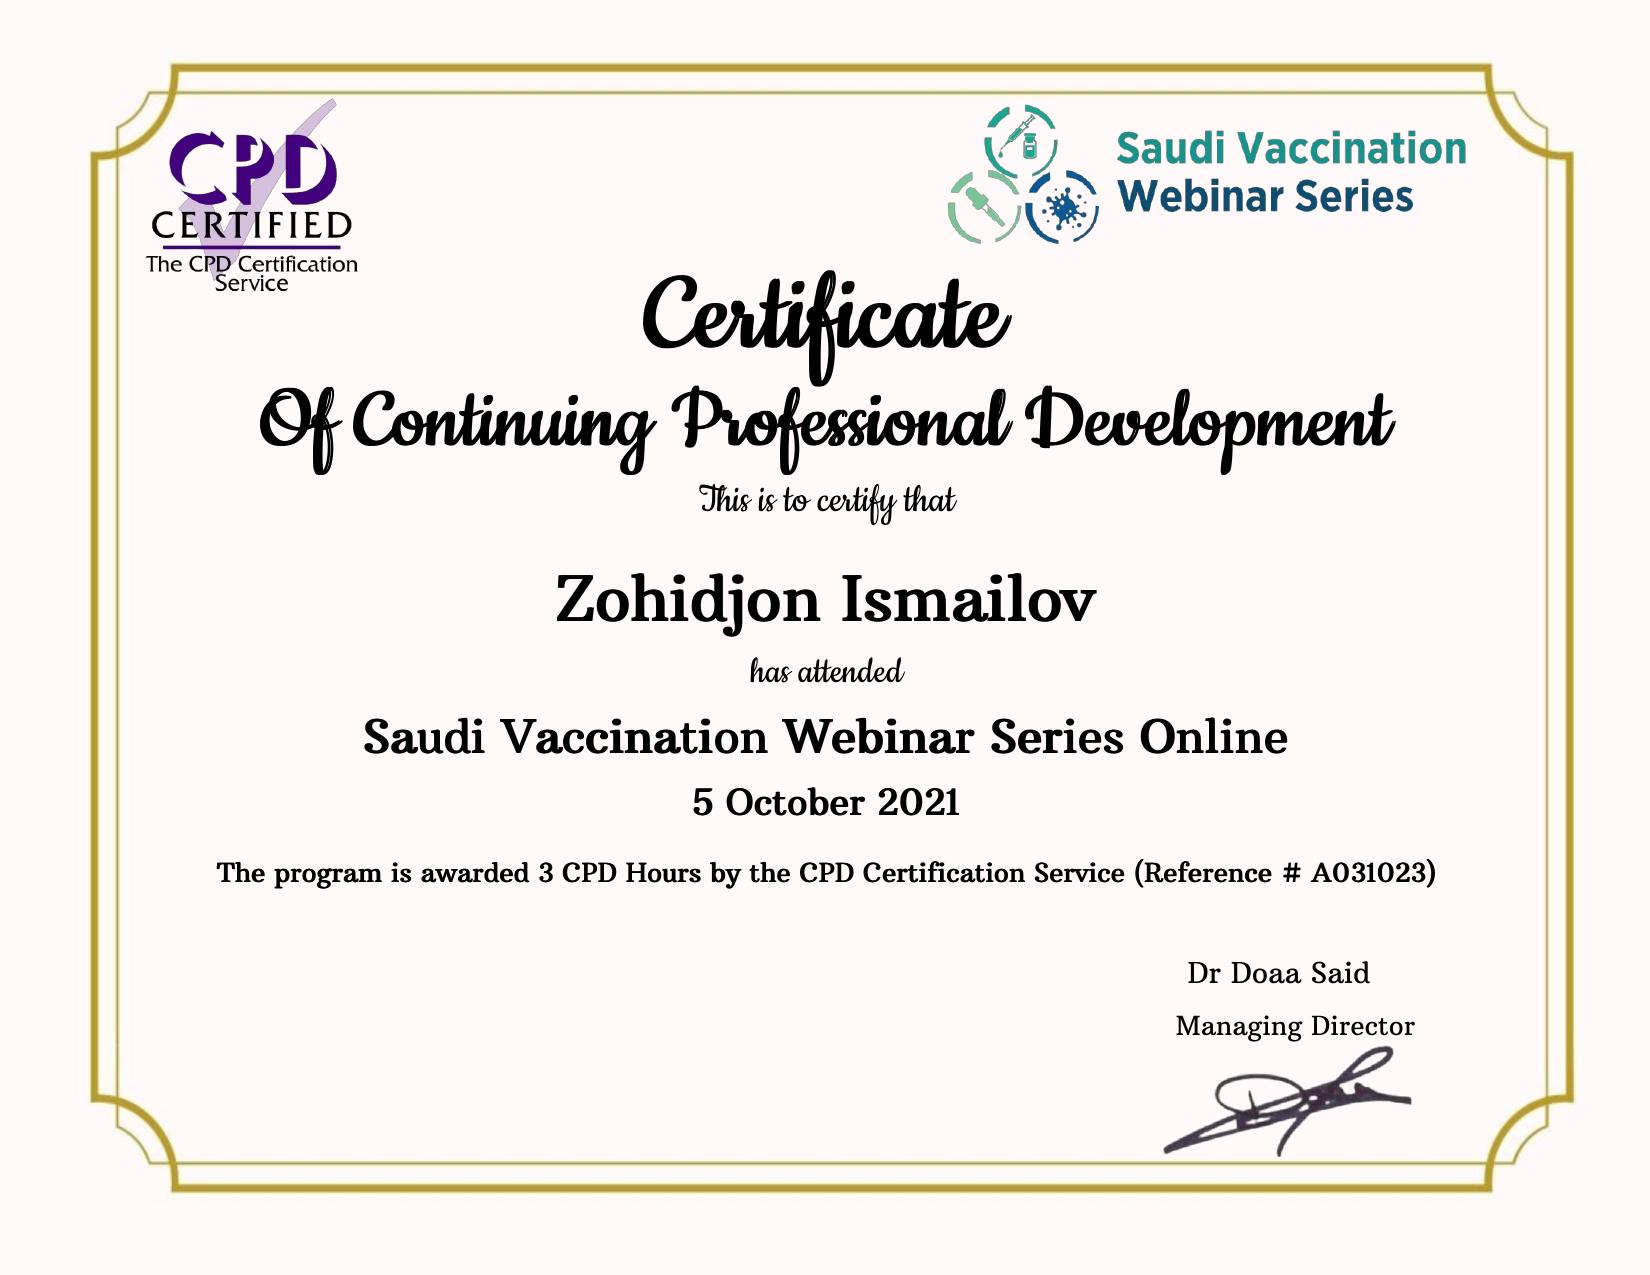 CPD
CERTIFIED
The CPD Certification
Service
Saudi Vaccination
Webinar Series
Certificate
Of Continuing Professional Development
This is to certify that
Zohidjon Ismailov
has attended
Saudi Vaccination Webinar Series Online
5 October 2021
The program is awarded 3 CPD Hours by the CPD Certification Service (Reference # A031023)
Dr Doaa Said
Managing Director